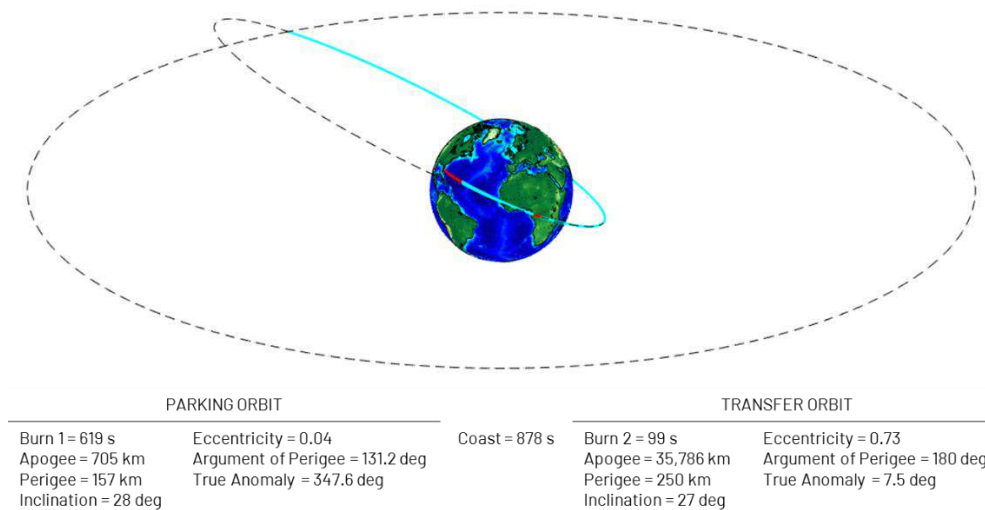 PARKING ORBIT
Burn 1 = 619 s
Apogee = 705 km
Perigee = 157 km
Inclination = 28 deg
Eccentricity = 0.04
Argument of Perigee = 131.2 deg
True Anomaly = 347.6 deg
Coast = 878 s
TRANSFER ORBIT
Burn 2 = 99 s
Apogee = 35,786 km
Perigee = 250 km
Inclination = 27 deg
Eccentricity = 0.73
Argument of Perigee = 180 deg
True Anomaly = 7.5 deg